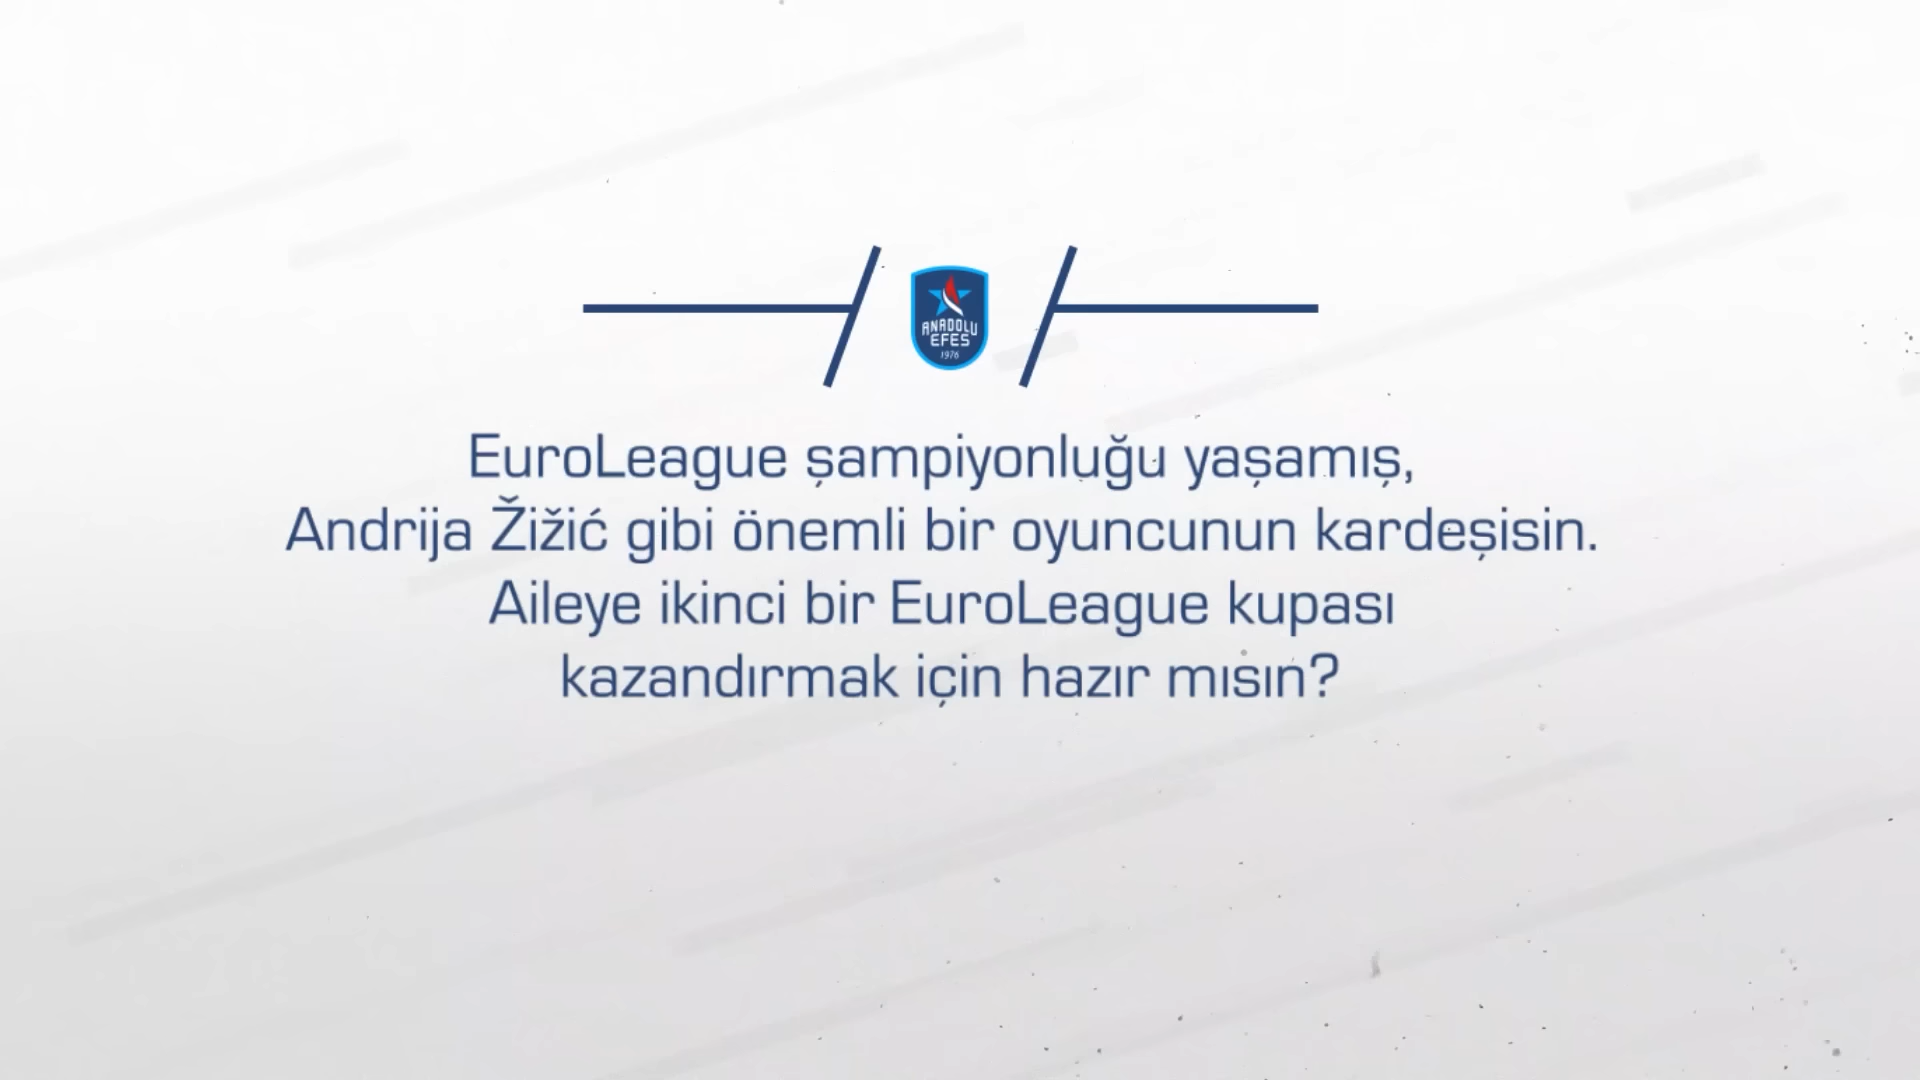 ANADOLU
EFES
1976
EuroLeague şampiyonluğu yaşamış,
Andrija Žižić gibi önemli bir oyuncunun kardeşisin.
Aileye ikinci bir EuroLeague kupası
kazandırmak için hazır mısın?